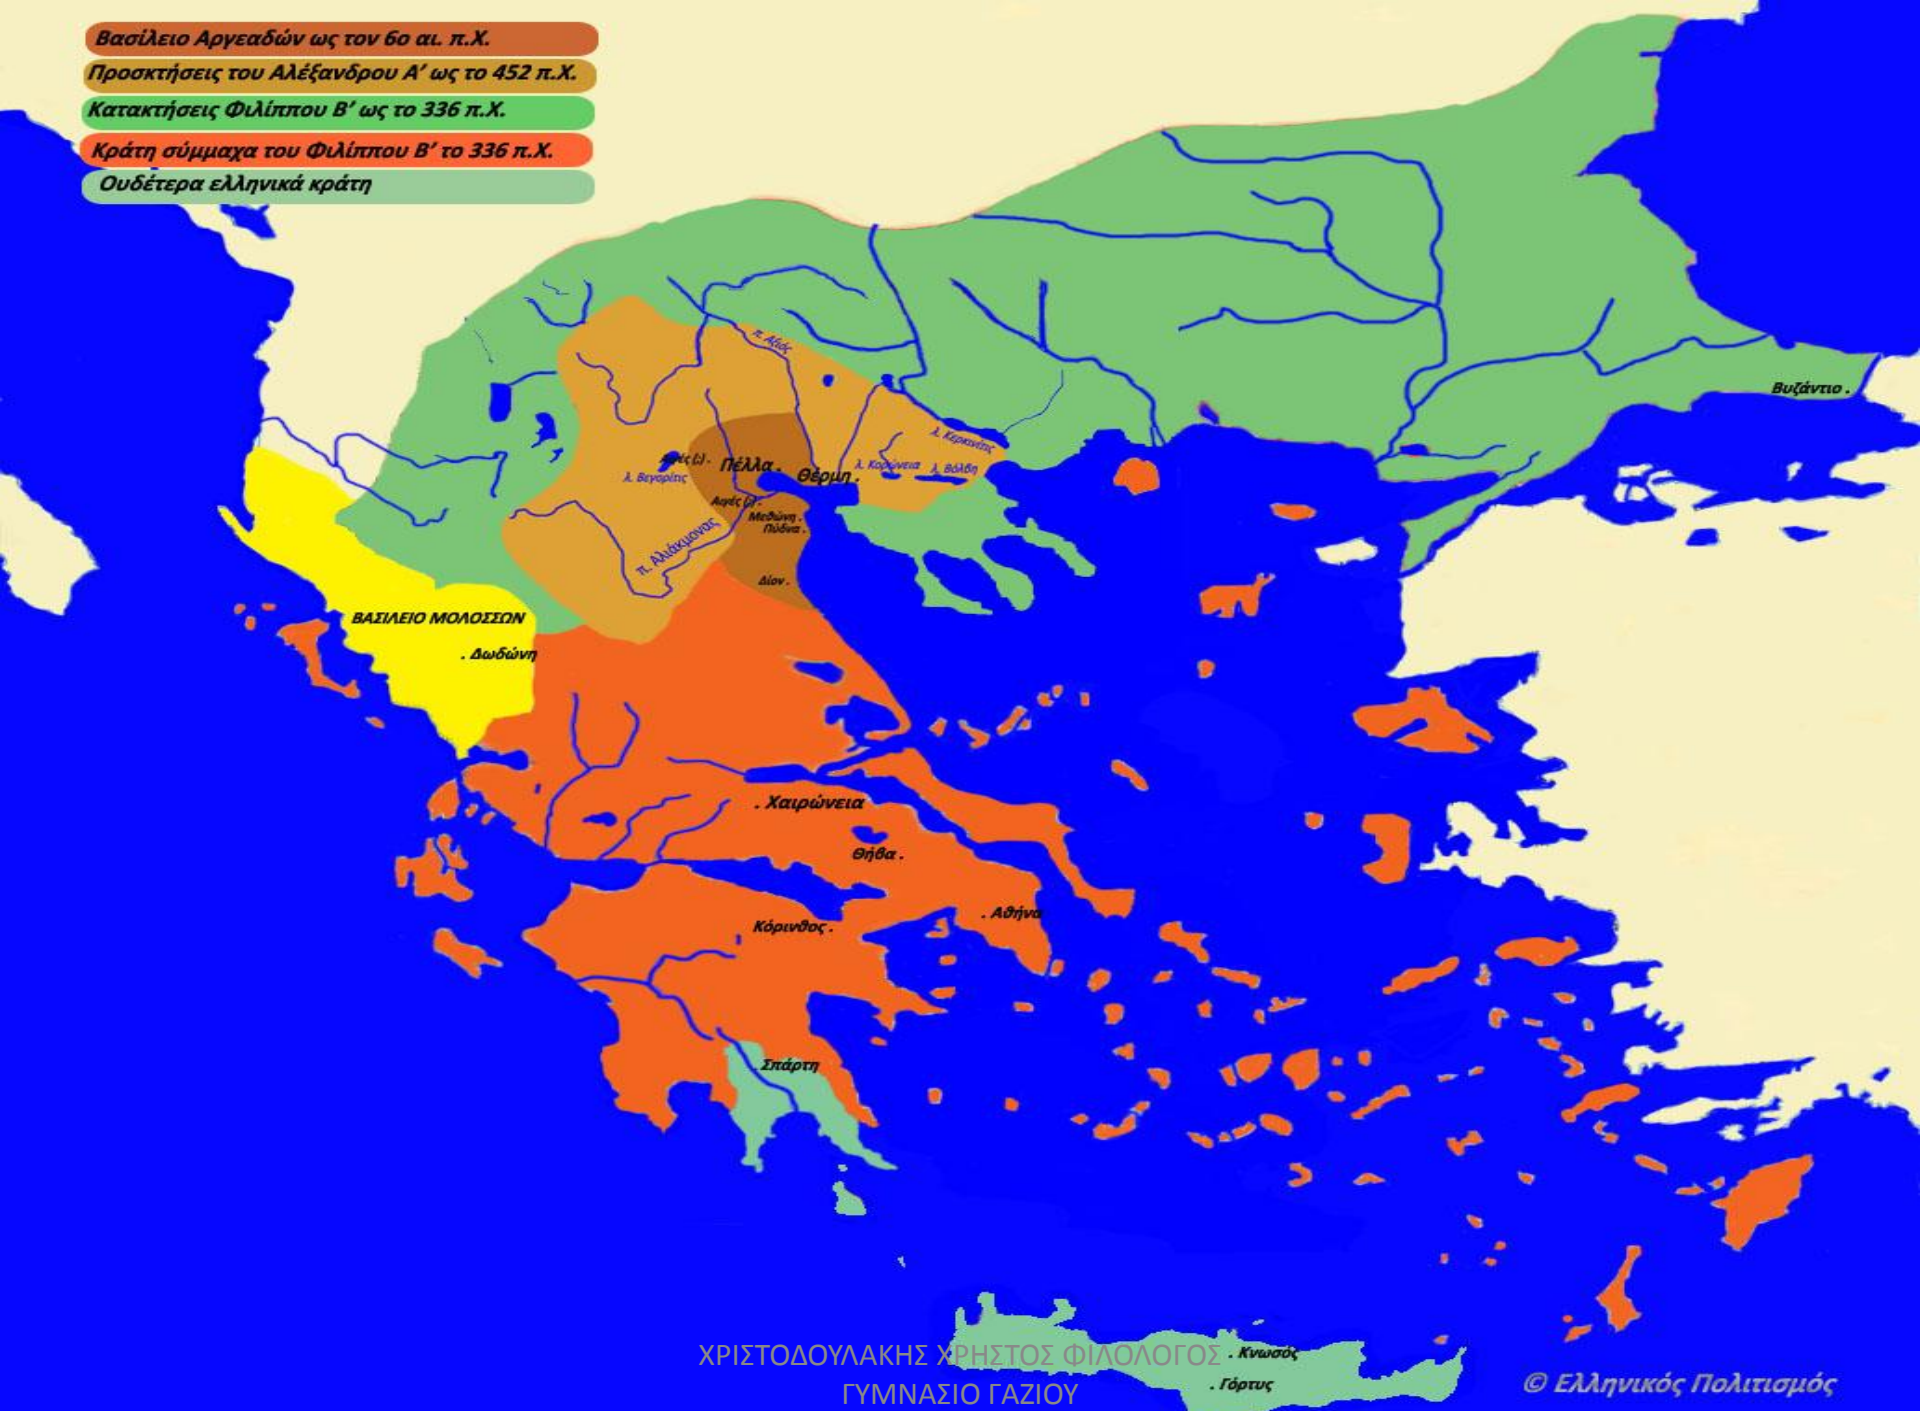 Βασίλειο Αργεαδών ως τον 6ο αι. π.Χ.
Προσκτήσεις του Αλέξανδρου Α' ως το 452 π.Χ.
Κατακτήσεις Φιλίππου Β' ως το 336 π.Χ.
Κράτη σύμμαχα του Φιλίππου Β' το 336 π.Χ.
Ουδέτερα ελληνικά κράτη
π. Αξιός
Βυζάντιο .
λ. Κερκινίτις
Αιγές (;) .
Πέλλα .
λ. Κορώνεια
λ. Βόλβη
λ. Βεγορίτις
Θέρμη .
Αιγές (;) .
Μεθώνη .
Πύδνα .
π. Αλιάκμονας
Δίον .
ΒΑΣΙΛΕΙΟ ΜΟΛΟΣΣΩΝ
. Δωδώνη
. Χαιρώνεια
Θήβα .
. Αθήνα
Κόρινθος .
. Σπάρτη
. Κνωσός
. Γόρτυς
ΧΡΙΣΤΟΔΟΥΛΑΚΗΣ ΧΡΗΣΤΟΣ ΦΙΛΟΛΟΓΟΣ
ΓΥΜΝΑΣΙΟ ΓΑΖΙΟΥ
© Ελληνικός Πολιτισμός